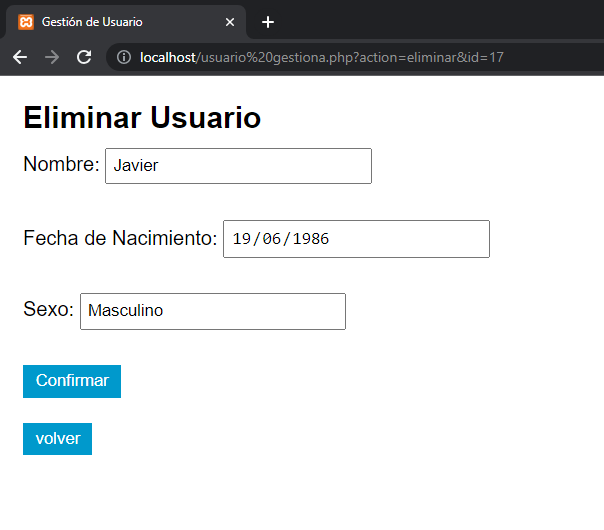 Gestión de Usuario
localhost/usuario%20gestiona.php?action=eliminar&id=17
Eliminar Usuario
Nombre: Javier
Fecha de Nacimiento: 19/06/1986
Sexo: Masculino
Confirmar
volver